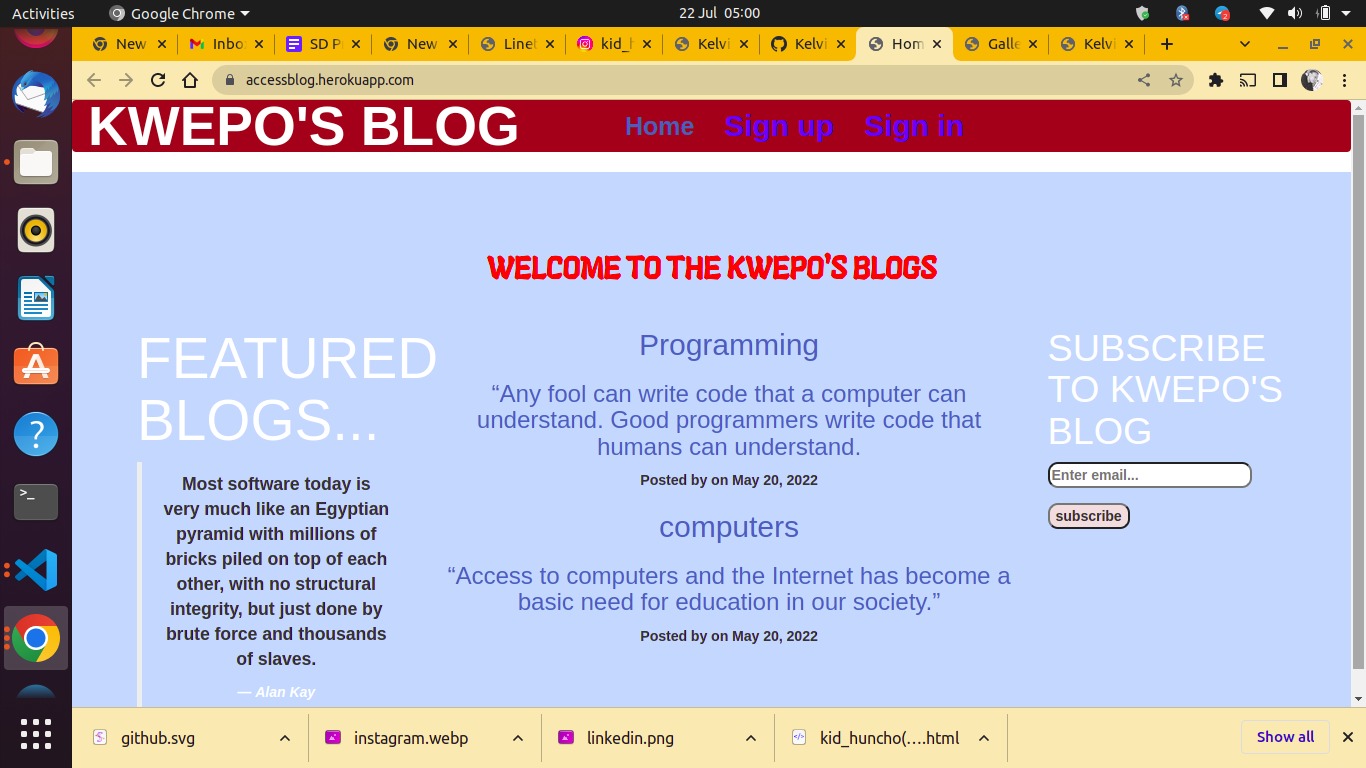 Activities Google Chrome 22 Jul 05:00
New Inbo SD P New Linet kid_h Kelvi Kelvi Hom Galle Kelvi
accessblog.herokuapp.com
KWEPO'S BLOG Home Sign up Sign in
WELCOME TO THE KWEPO'S BLOGS
FEATURED
BLOGS...
Most software today is
very much like an Egyptian
pyramid with millions of
bricks piled on top of each
other, with no structural
integrity, but just done by
brute force and thousands
of slaves.
— Alan Kay
Programming
“Any fool can write code that a computer can
understand. Good programmers write code that
humans can understand.
Posted by on May 20, 2022
computers
“Access to computers and the Internet has become a
basic need for education in our society.”
Posted by on May 20, 2022
SUBSCRIBE
TO KWEPO'S
BLOG
Enter email...
subscribe
github.svg instagram.webp linkedin.png kid_huncho(....html Show all